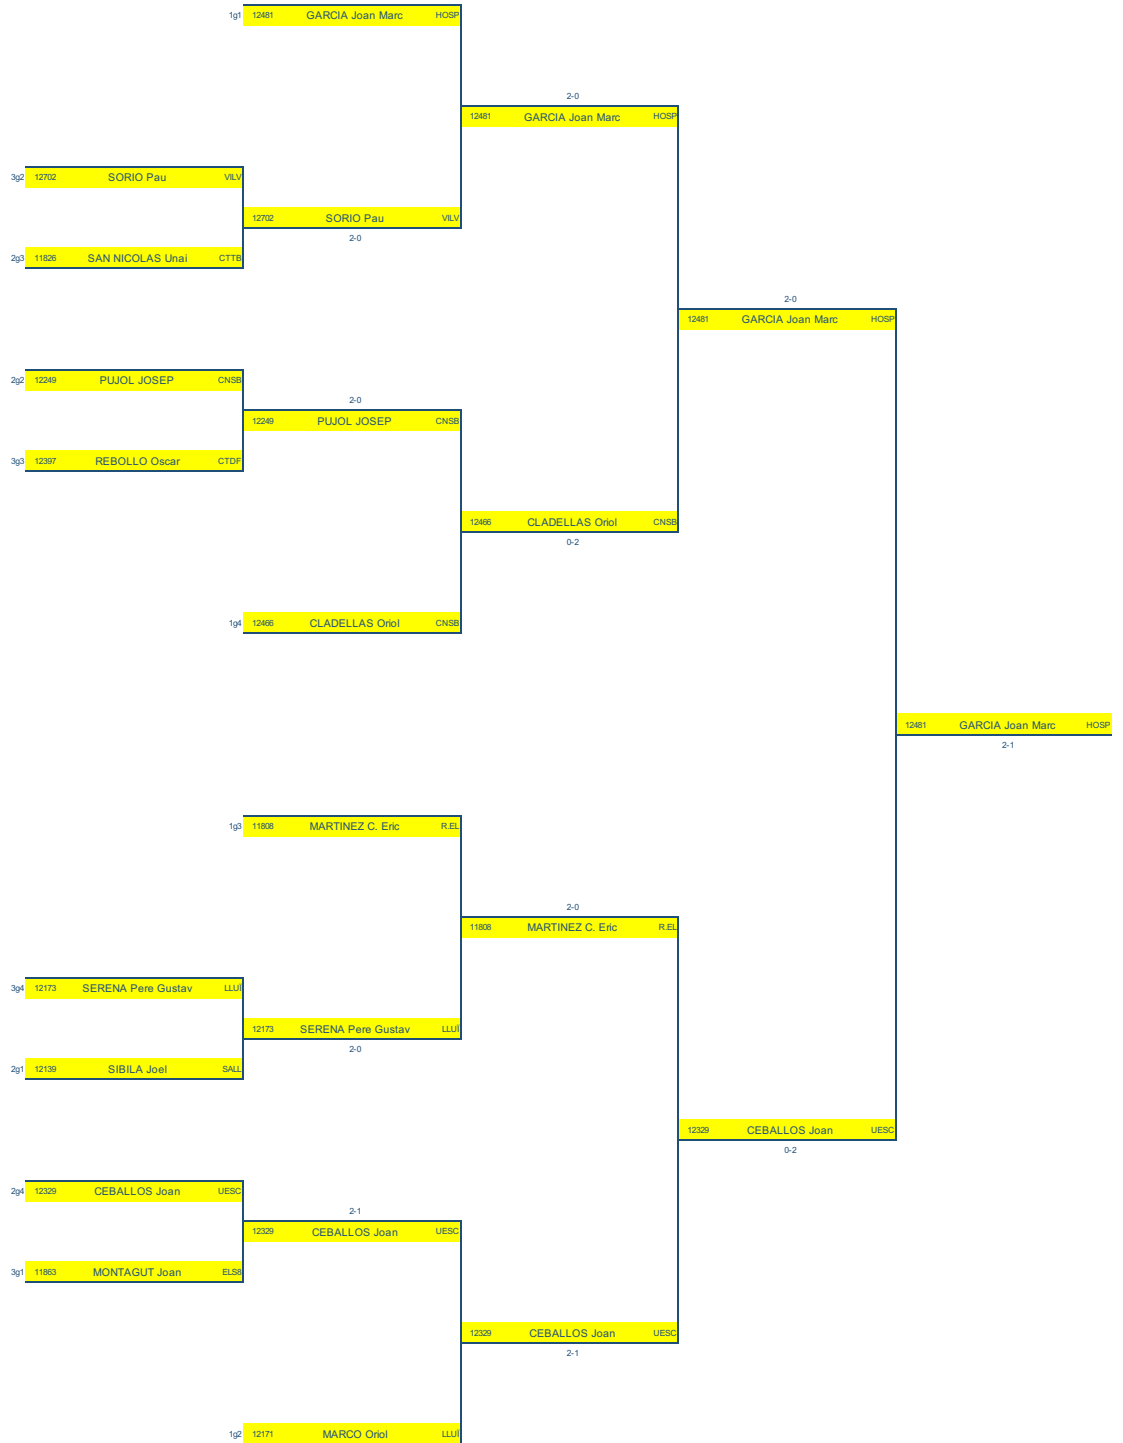 1g1 12481 GARCIA Joan Marc HOSP
2-0
12481 GARCIA Joan Marc HOSP
3g2 12702 SORIO Pau VILV
12702 SORIO Pau VILV
2-0
2g3 11826 SAN NICOLAS Unai CTTB
2-0
12481 GARCIA Joan Marc HOSP
2g2 12249 PUJOL JOSEP CNSB
2-0
12249 PUJOL JOSEP CNSB
3g3 12397 REBOLLO Oscar CTDF
12466 CLADELLAS Oriol CNSB
0-2
1g4 12466 CLADELLAS Oriol CNSB
12481 GARCIA Joan Marc HOSP
2-1
1g3 11808 MARTINEZ C. Eric R.EL
2-0
11808 MARTINEZ C. Eric R.EL
3g4 12173 SERENA Pere Gustav LLUÏ
12173 SERENA Pere Gustav LLUÏ
2-0
2g1 12139 SIBILA Joel SALL
12329 CEBALLOS Joan UESC
0-2
2g4 12329 CEBALLOS Joan UESC
2-1
12329 CEBALLOS Joan UESC
3g1 11863 MONTAGUT Joan ELS8
12329 CEBALLOS Joan UESC
2-1
1g2 12171 MARCO Oriol LLUÏ